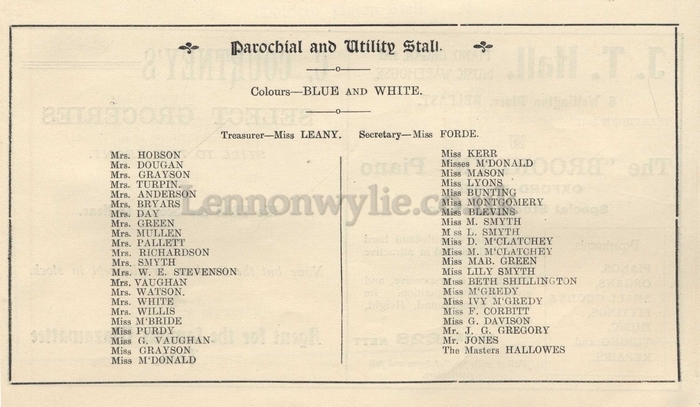 Parochial and Utility Stall.
Colours—BLUE AND WHITE.
Treasurer—Miss LEANY. Secretary—Miss FORDE.
Mrs. HOBSON
Mrs. DOUGAN
Mrs. GRAYSON
Mrs. TURPIN.
Mrs. ANDERSON
Mrs. BRYARS
Mrs. DAY
Mrs. GREEN
Mrs. MULLEN
Mrs. PALLETT
Mrs. RICHARDSON
Mrs. SMYTH
Mrs. W. E. STEVENSON
Mrs. VAUGHAN
Mrs. WATSON.
Mrs. WHITE
Mrs. WILLIS
Miss M'BRIDE
Miss PURDY
Miss G. VAUGHAN
Miss GRAYSON
Miss M'DONALD
Miss KERR
Misses M'DONALD
Miss MASON
Miss LYONS
Miss BUNTING
Miss MONTGOMERY
Miss BLEVINS
Miss M. SMYTH
M ss L. SMYTH
Miss D. M'CLATCHEY
Miss M. M'CLATCHEY
Miss MAB. GREEN
Miss LILY SMYTH
Miss BETH SHILLINGTON
Miss M'GREDY
Miss IVY M'GREDY
Miss F. CORBITT
Miss G. DAVISON
Mr. J. G. GREGORY
Mr. JONES
The Masters HALLOWES
Lennonwylie.c